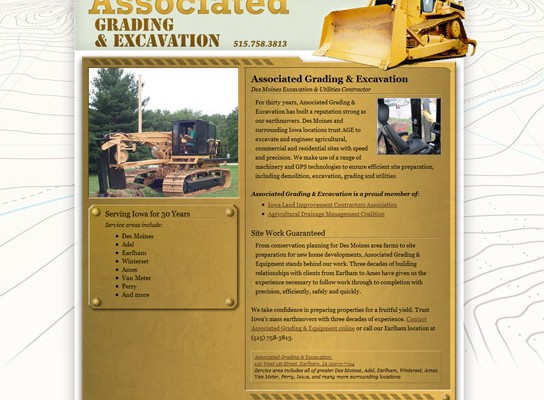 Associated
GRADING
& EXCAVATION 515.758.3813
Associated Grading & Excavation
Des Moines Excavation & Utilities Contractor
For thirty years, Associated Grading &
Excavation has built a reputation strong as
our earthmovers. Des Moines and
surrounding Iowa locations trust AGE to
excavate and engineer agricultural,
commercial and residential sites with speed
and precision. We make use of a range of
machinery and GPS technologies to ensure efficient site preparation,
including demolition, excavation, grading and utilities.
Associated Grading & Excavation is a proud member of:
Iowa Land Improvement Contractors Association
Agricultural Drainage Management Coalition
Serving Iowa for 30 Years
Service areas include:
Des Moines
Adel
Earlham
Winterset
Ames
Van Meter
Perry
And more
Site Work Guaranteed
From conservation planning for Des Moines area farms to site
preparation for new home developments, Associated Grading &
Equipment stands behind our work. Three decades of building
relationships with clients from Earlham to Ames have given us the
experience necessary to follow work through to completion with
precision, efficiently, safely and quickly.
We take confidence in preparing properties for a fruitful yield. Trust
Iowa's mass earthmovers with three decades of experience. Contact
Associated Grading & Equipment online or call our Earlham location at
(515) 758-3813.
Associated Grading & Excavation
Street, Earlham, IA
Service area includes all of greater Des Moines, Adel, Earlham, Winterset, Ames,
Van Meter, Perry, Iowa, and many more surrounding locations